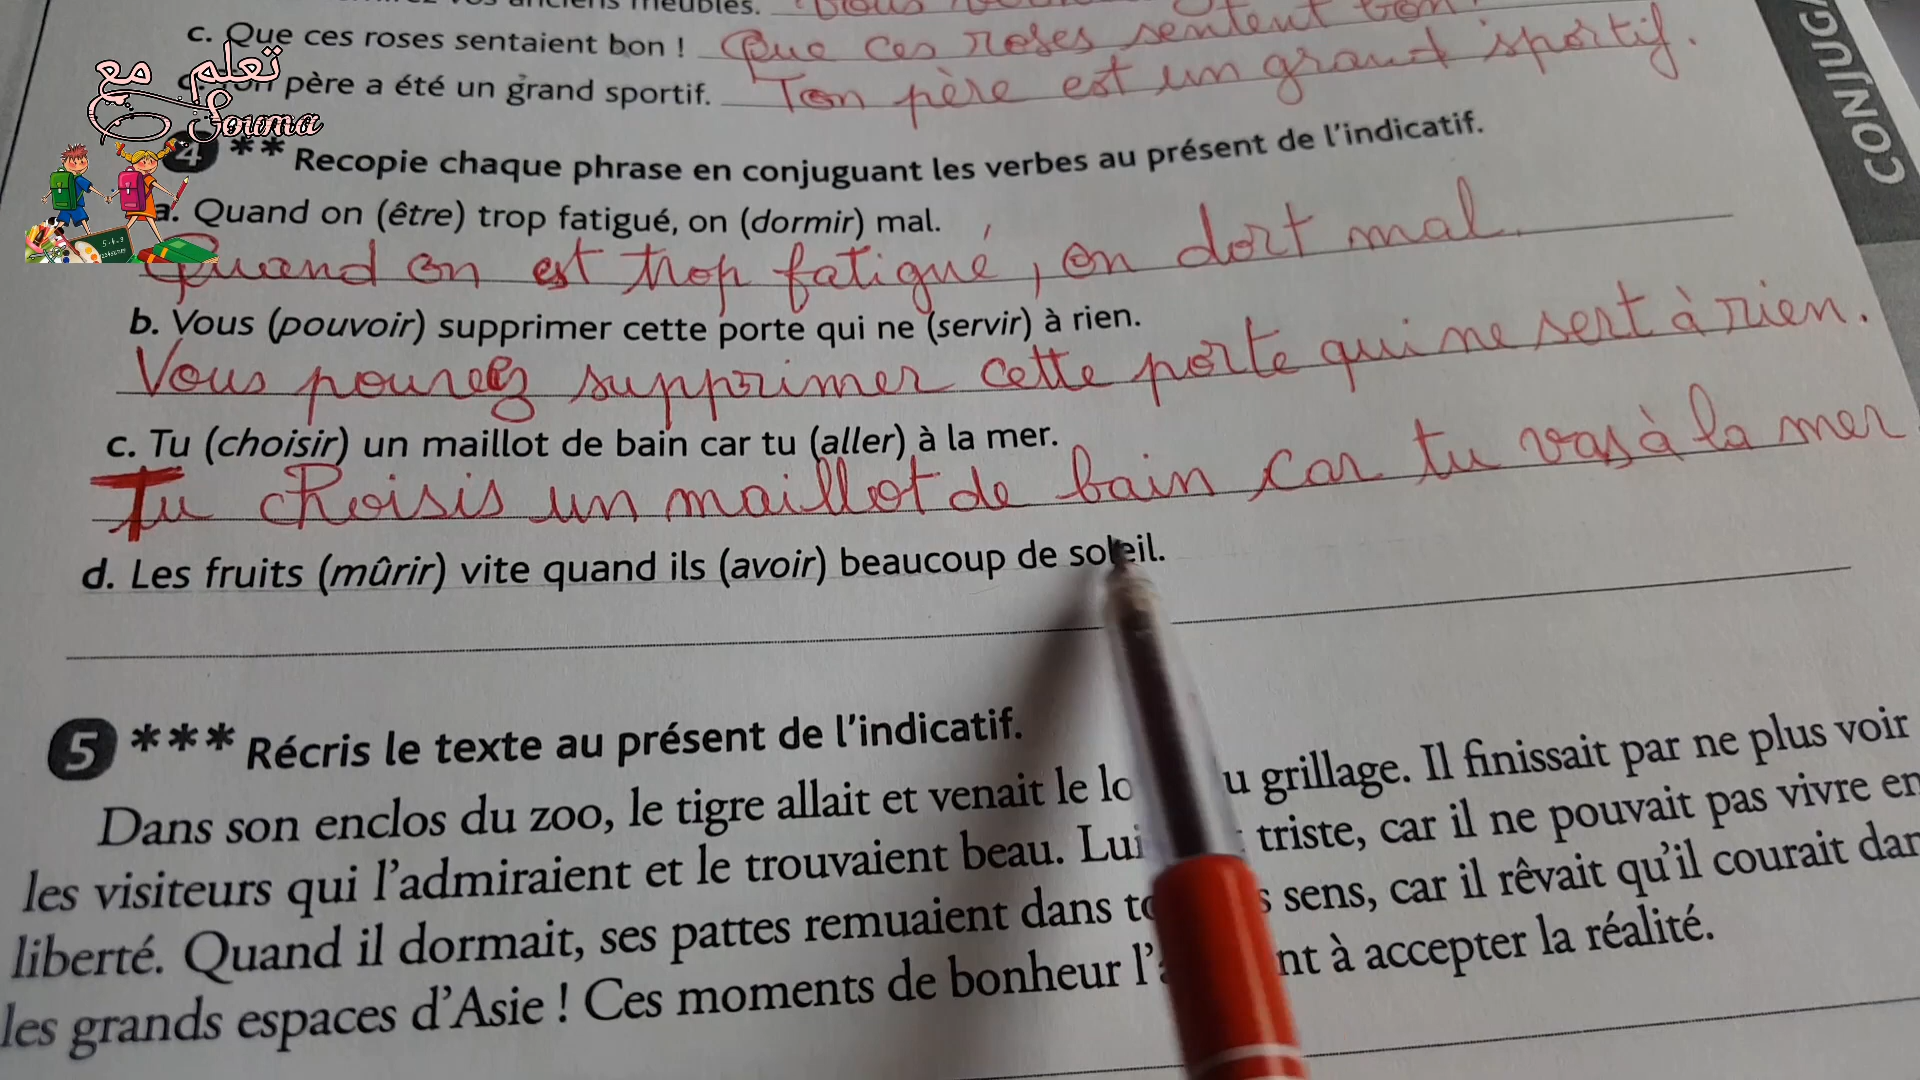 anciens meubles.
c. Que ces roses sentaient bon ! Que ces roses sentent bon !
père a été un grand sportif. Ton père est un grand sportif.
تعلم مع
Souma
CONJUG
4 ** Recopie chaque phrase en conjuguant les verbes au présent de l'indicatif.
a. Quand on (être) trop fatigué, on (dormir) mal.
Quand on est trop fatigué, on dort mal.
b. Vous (pouvoir) supprimer cette porte qui ne (servir) à rien.
Vous pouvez supprimer cette porte qui ne sert à rien.
c. Tu (choisir) un maillot de bain car tu (aller) à la mer.
Tu choisis un maillot de bain car tu vas à la mer.
d. Les fruits (mûrir) vite quand ils (avoir) beaucoup de soleil.
5 *** Récris le texte au présent de l'indicatif.
Dans son enclos du zoo, le tigre allait et venait le lo u grillage. Il finissait par ne plus voir
les visiteurs qui l'admiraient et le trouvaient beau. Lui triste, car il ne pouvait pas vivre en
liberté. Quand il dormait, ses pattes remuaient dans to s sens, car il rêvait qu'il courait dan
les grands espaces d'Asie ! Ces moments de bonheur l' nt à accepter la réalité.